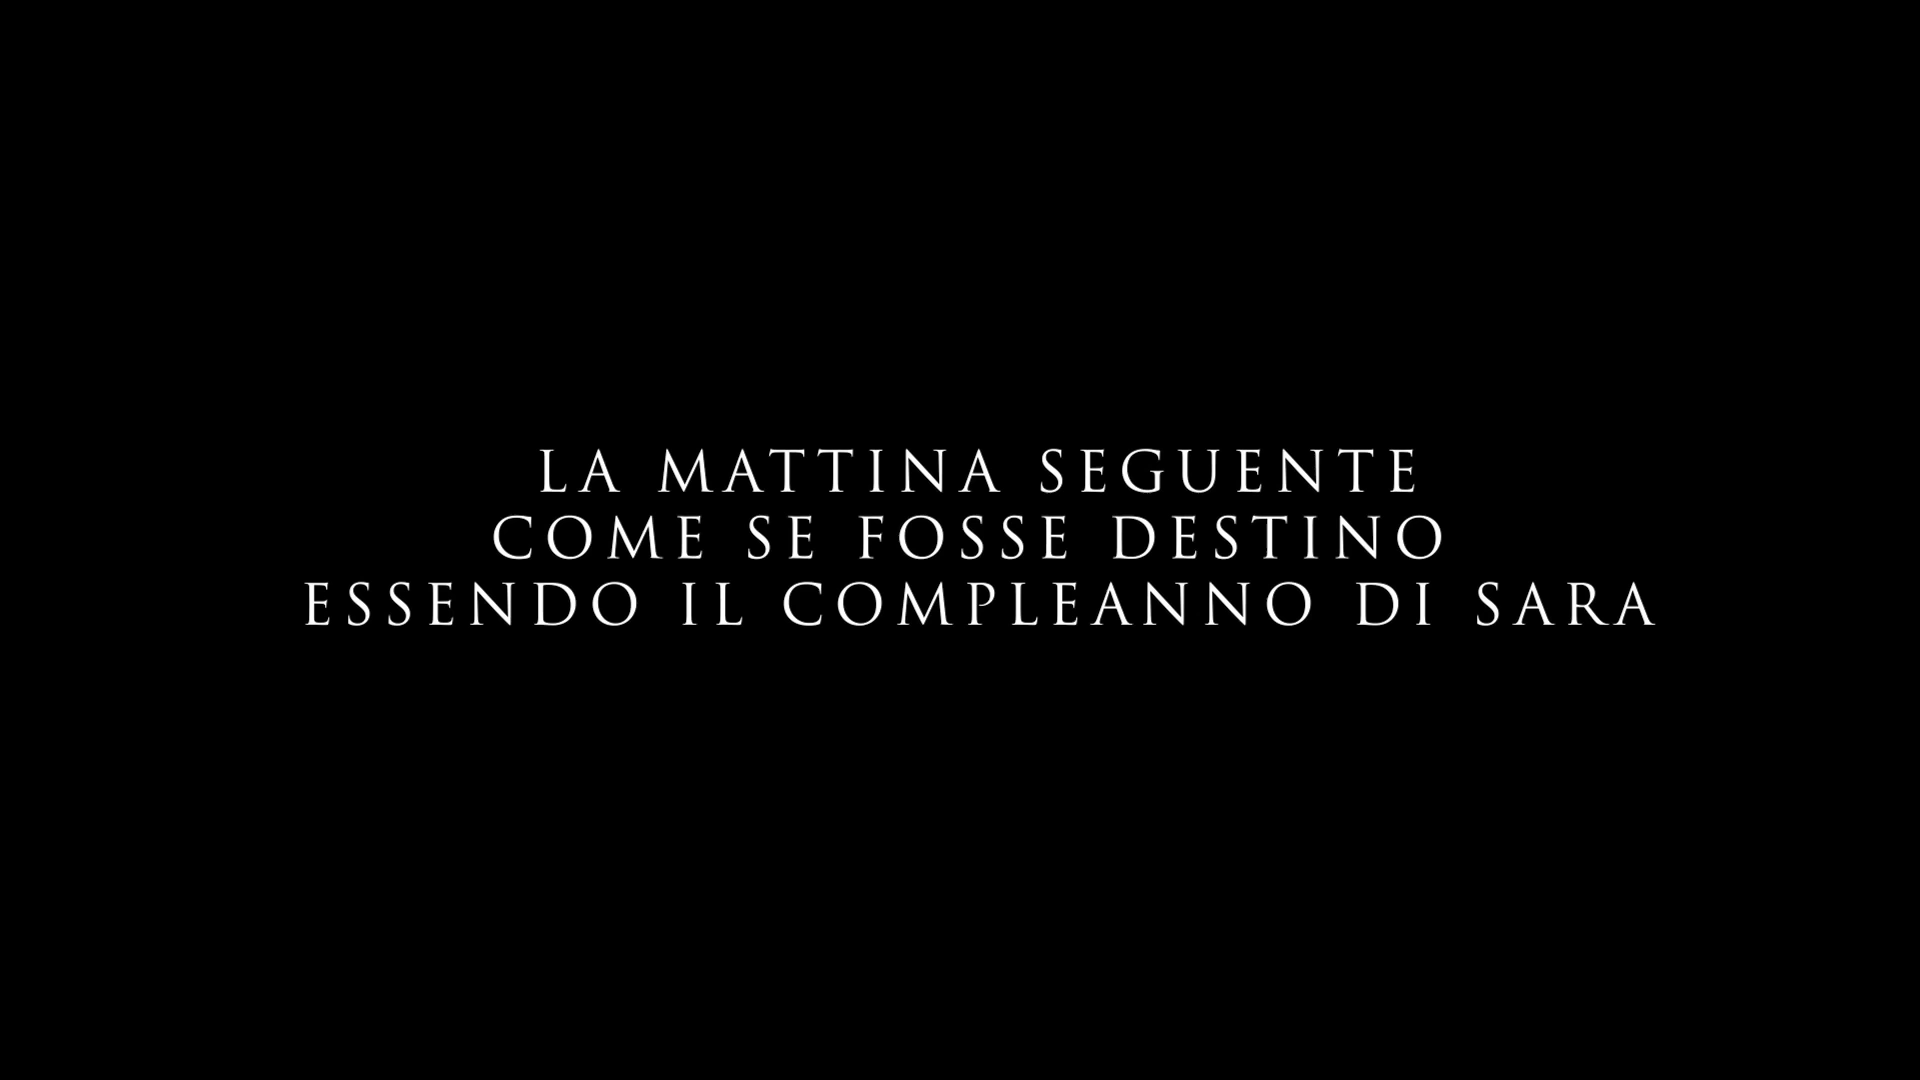 LA MATTINA SEGUENTE
COME SE FOSSE DESTINO
ESSENDO IL COMPLEANNO DI SARA